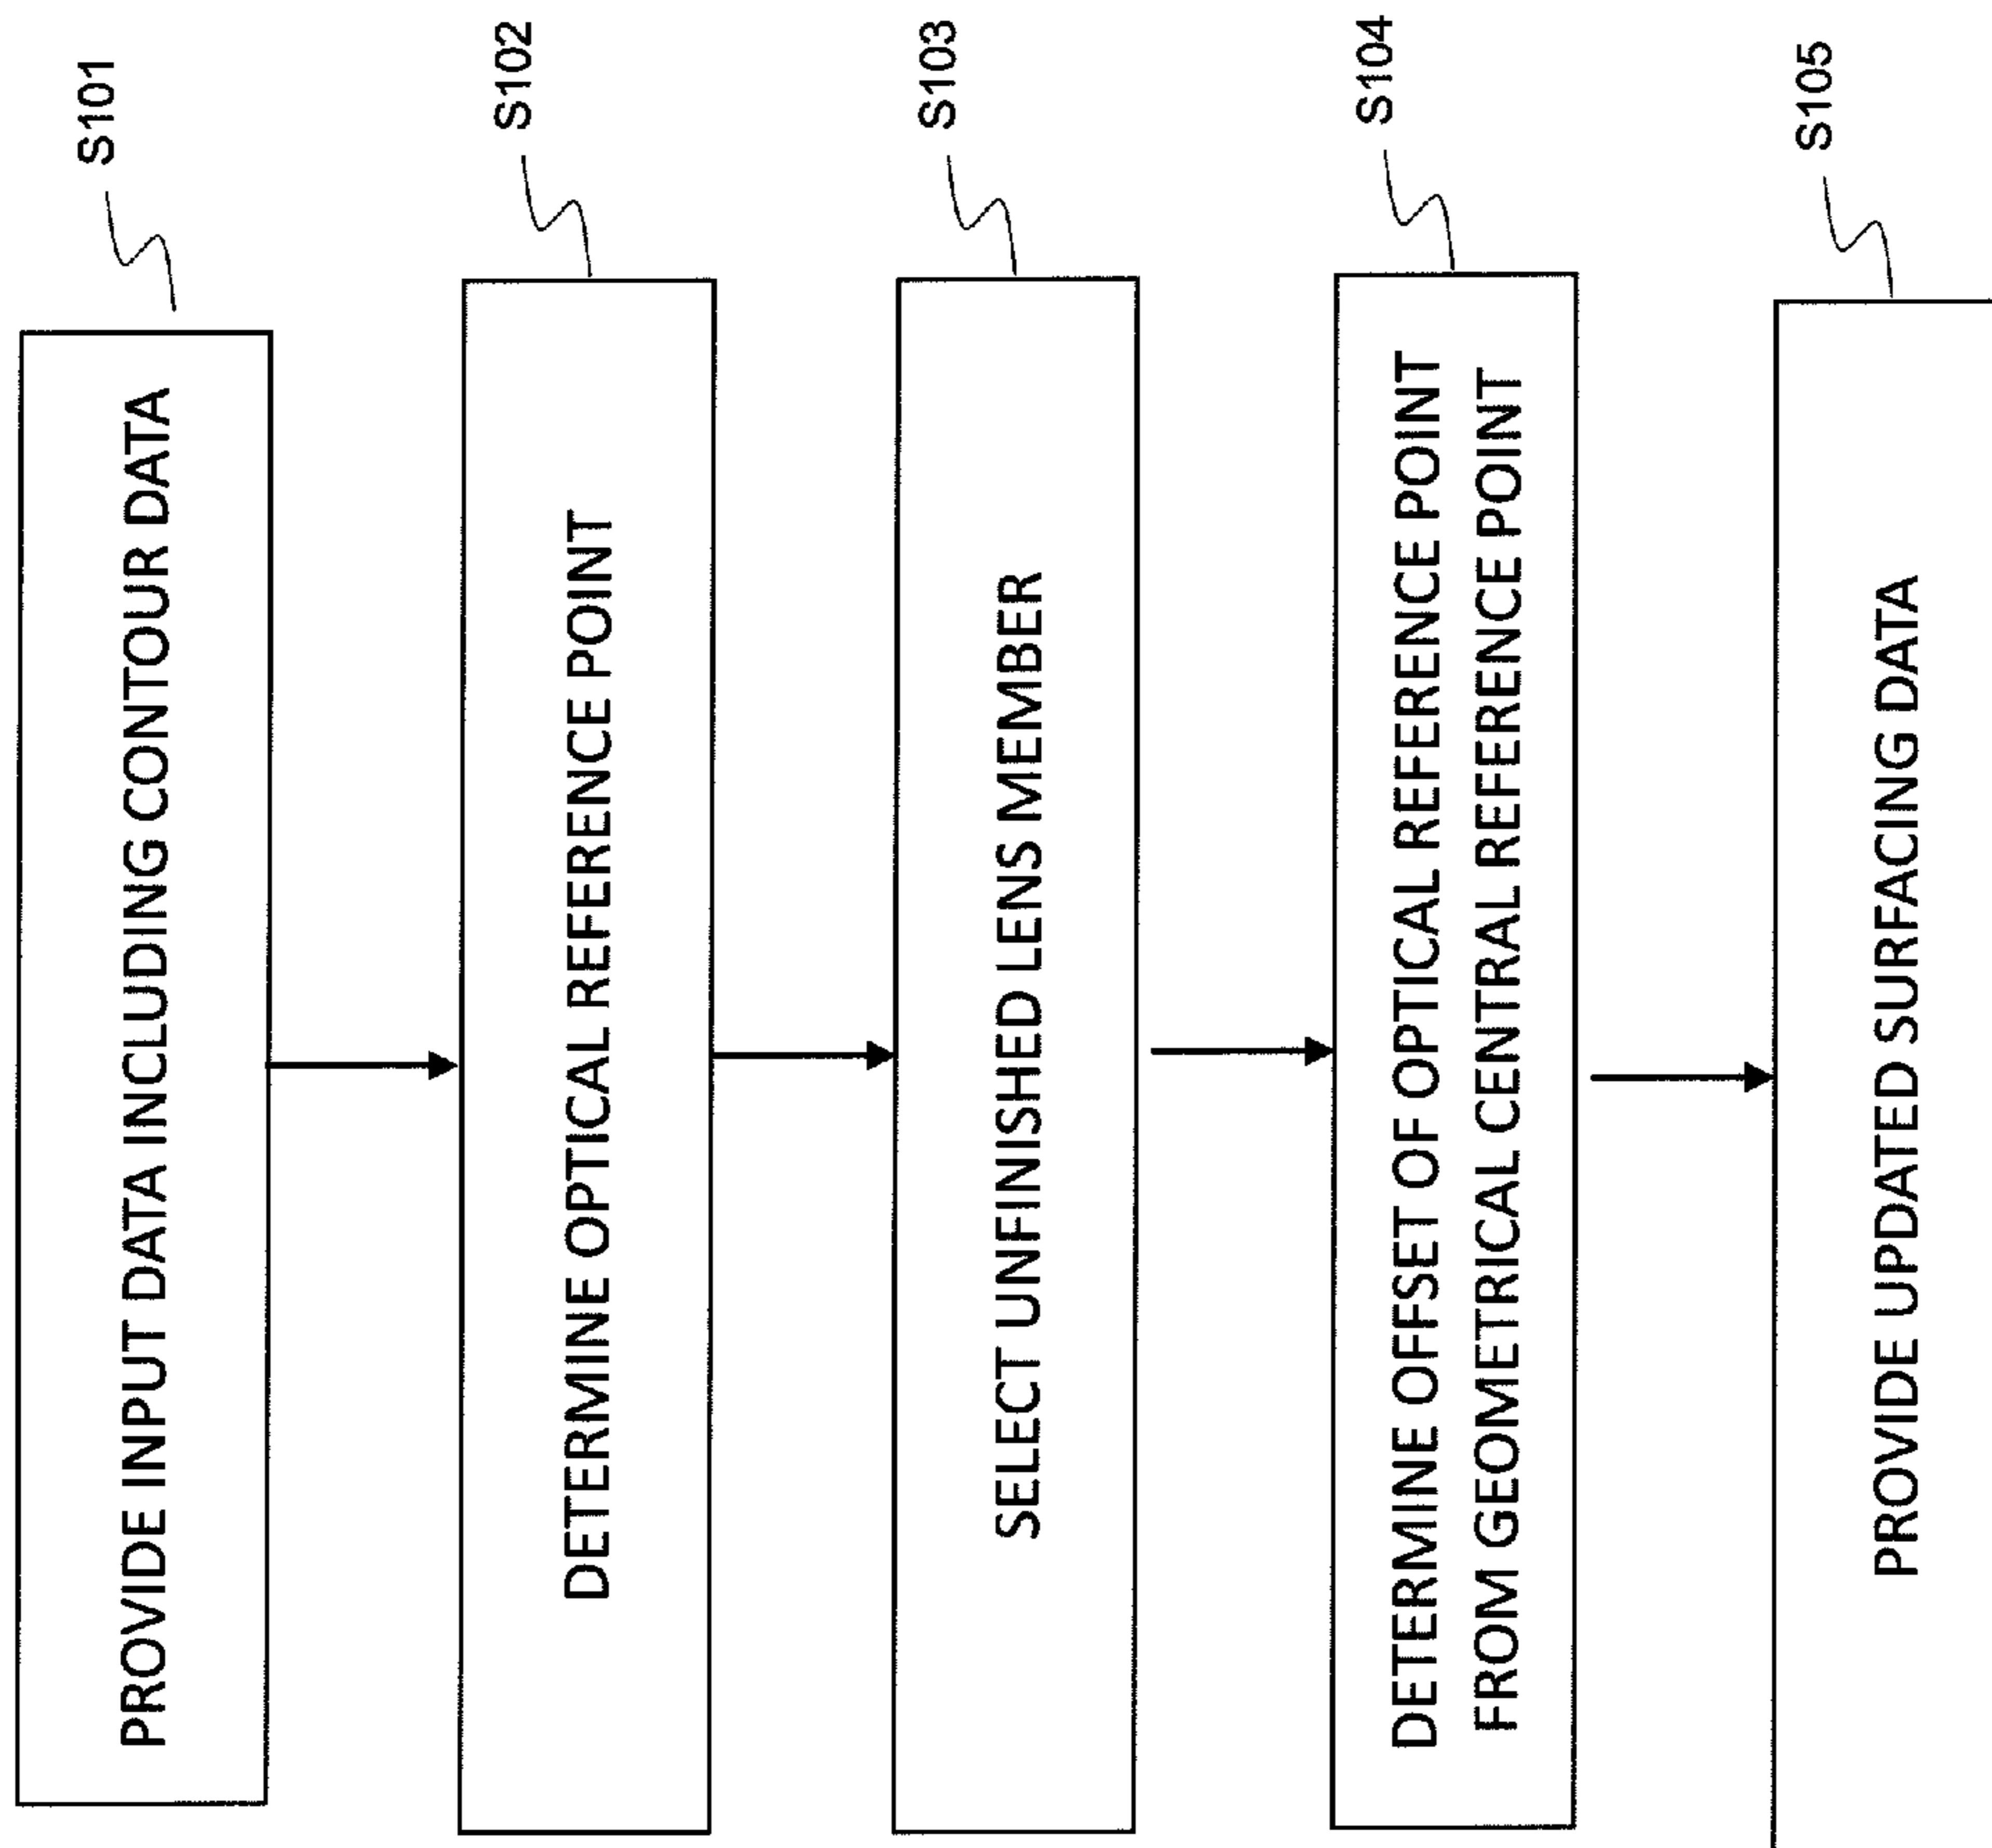 PROVIDE INPUT DATA INCLUDING CONTOUR DATA
S101
DETERMINE OPTICAL REFERENCE POINT
S102
SELECT UNFINISHED LENS MEMBER
S103
DETERMINE OFFSET OF OPTICAL REFERENCE POINT
FROM GEOMETRICAL CENTRAL REFERENCE POINT
S104
PROVIDE UPDATED SURFACING DATA
S105